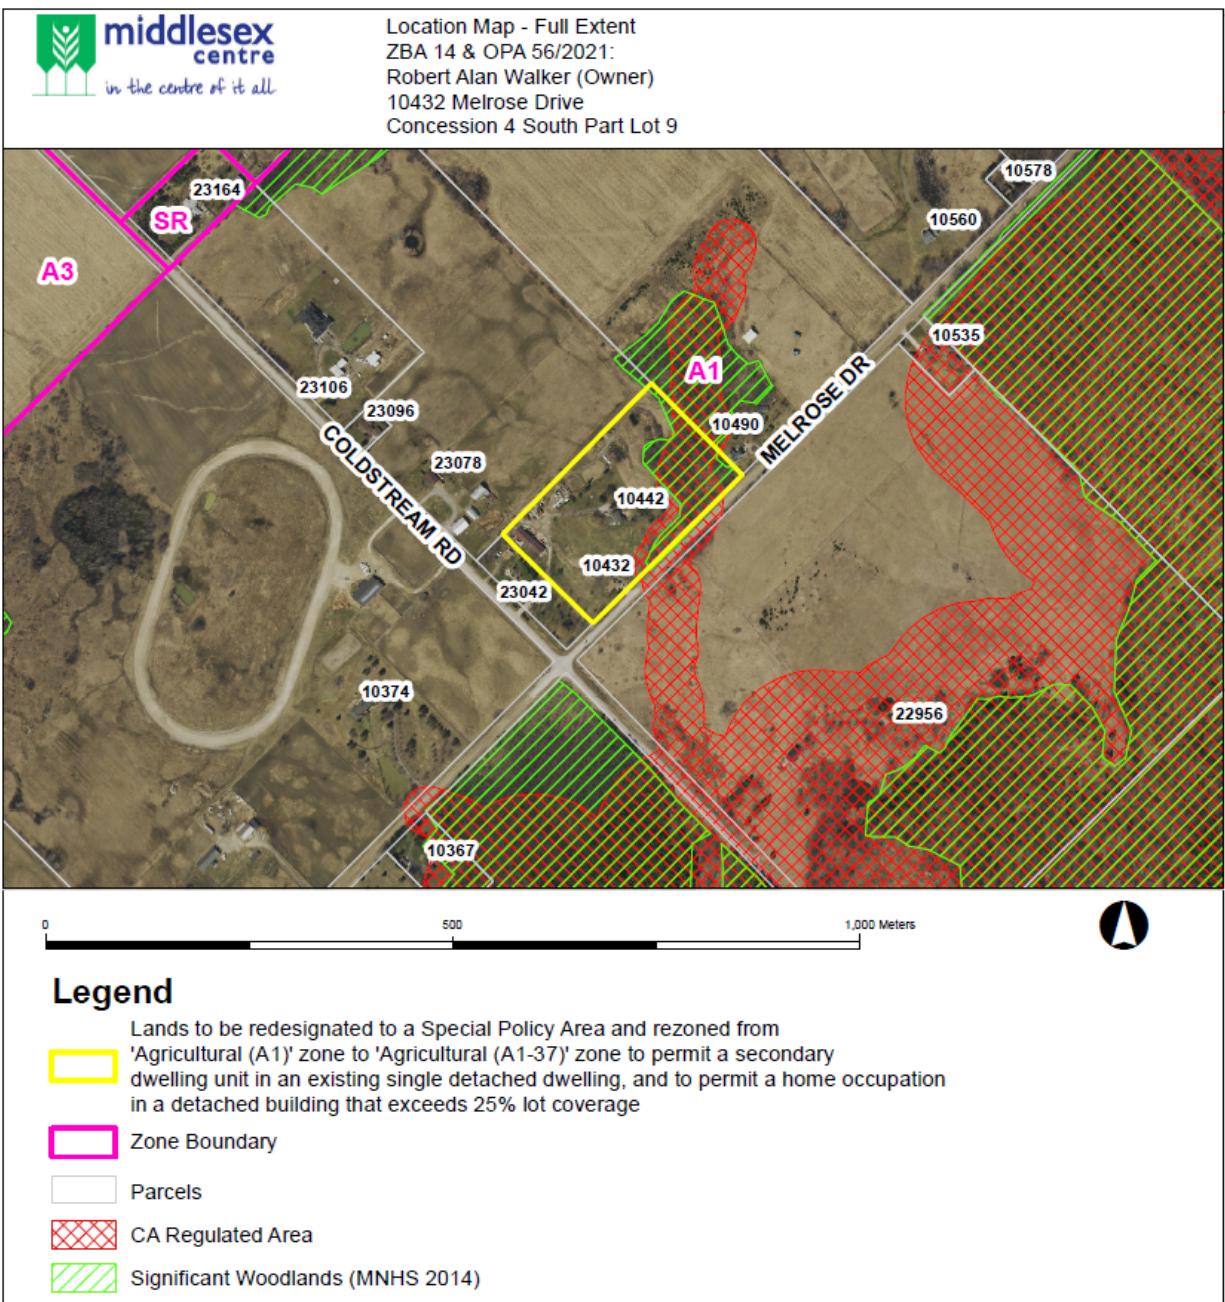 middlesex
centre
in the centre of it all
Location Map - Full Extent
ZBA 14 & OPA 56/2021:
Robert Alan Walker (Owner)
10432 Melrose Drive
Concession 4 South Part Lot 9
23164
10578
SR
10560
A3
10535
A1
23106
23096
10490
MELROSE DR
COLDSTREAM RD
23078
10442
10432
23042
10374
22956
10367
0
500
1,000 Meters
Legend
Lands to be redesignated to a Special Policy Area and rezoned from
'Agricultural (A1)' zone to 'Agricultural (A1-37)' zone to permit a secondary
dwelling unit in an existing single detached dwelling, and to permit a home occupation
in a detached building that exceeds 25% lot coverage
Zone Boundary
Parcels
CA Regulated Area
Significant Woodlands (MNHS 2014)